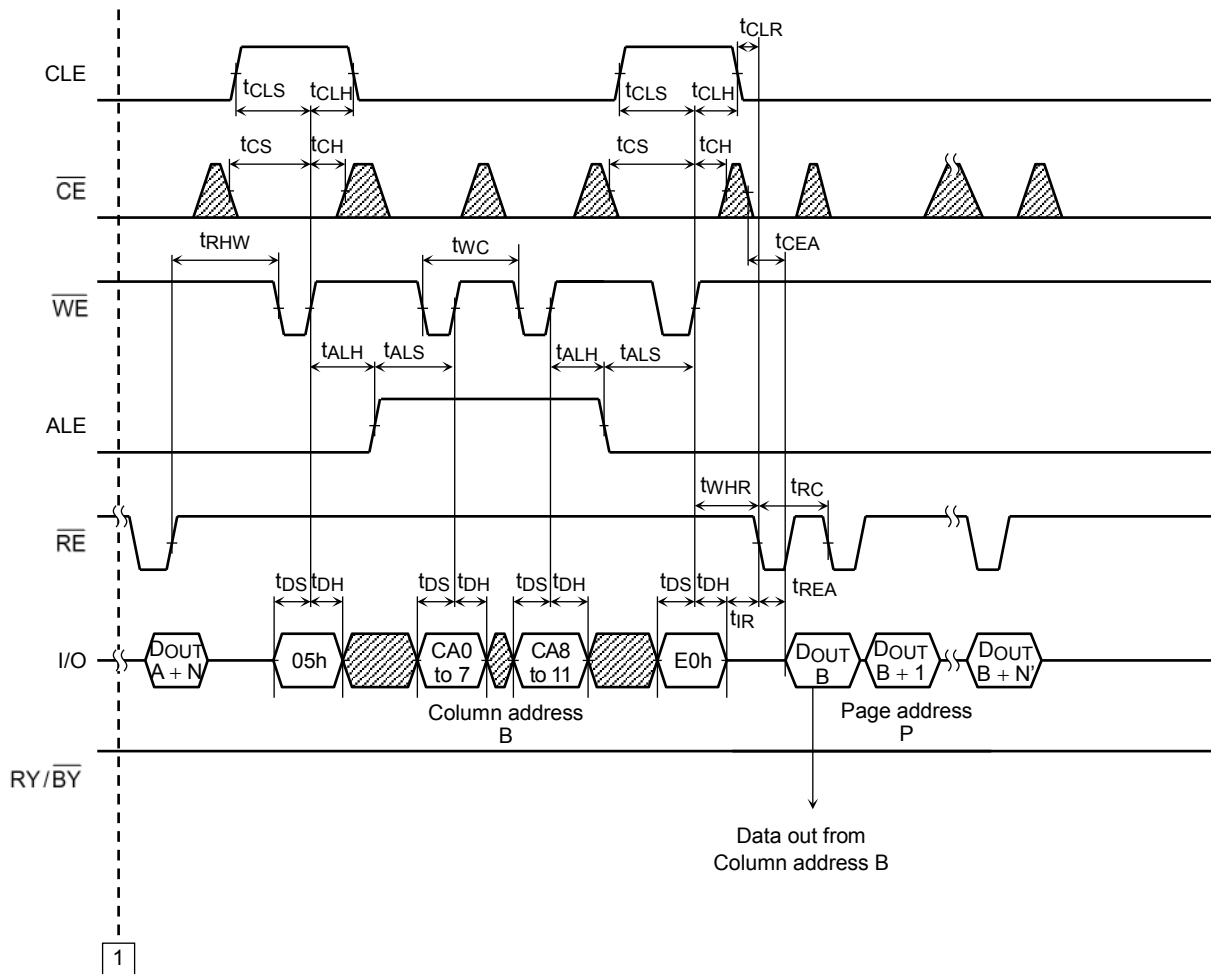 tCLR
CLE
tCLS tCLH tCLS tCLH
tCS tCH tCS tCH
CE
tRHW tWC tCEA
WE
tALH tALS tALH tALS
ALE
tWHR tRC
RE
tDS tDH tDS tDH tDS tDH tDS tDH tREA
tIR
I/O
DOUT
A + N
05h
CA0
to 7
CA8
to 11
E0h
DOUT
B
DOUT
B + 1
DOUT
B + N'
Column address
B
Page address
P
RY/BY
Data out from
Column address B
1